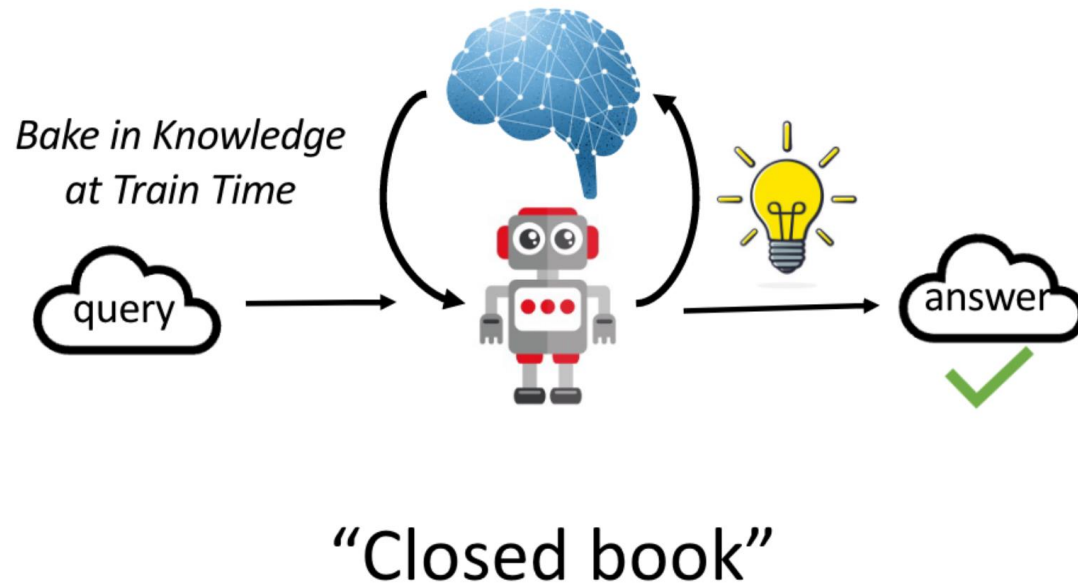 Bake in Knowledge
at Train Time
query
answer
“Closed book”